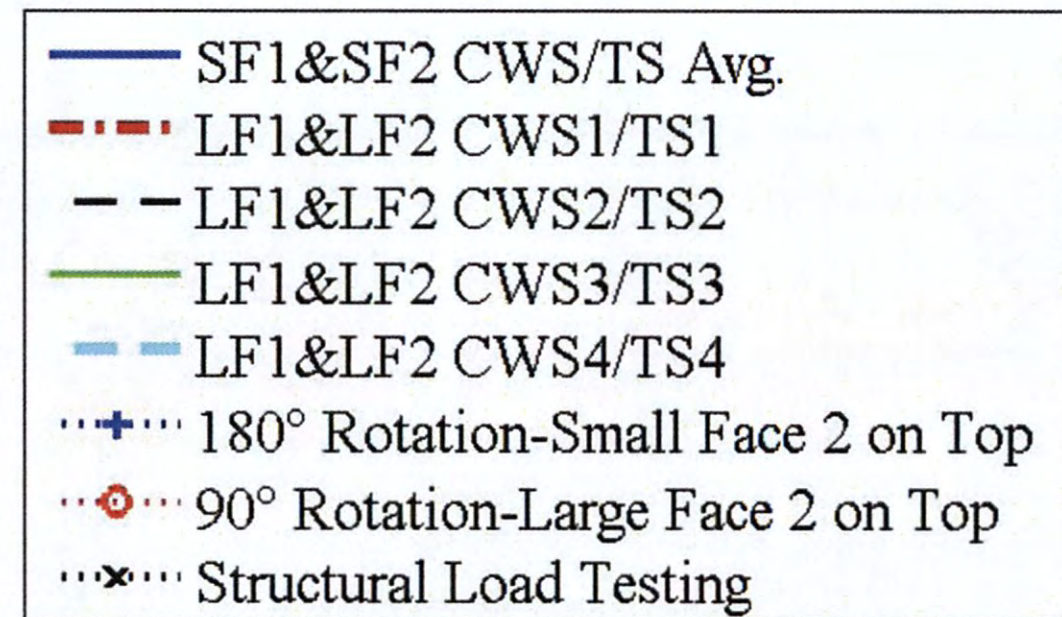 SF1&SF2 CWS/TS Avg.
LF1&LF2 CWS1/TS1
LF1&LF2 CWS2/TS2
LF1&LF2 CWS3/TS3
LF1&LF2 CWS4/TS4
180° Rotation-Small Face 2 on Top
90° Rotation-Large Face 2 on Top
Structural Load Testing